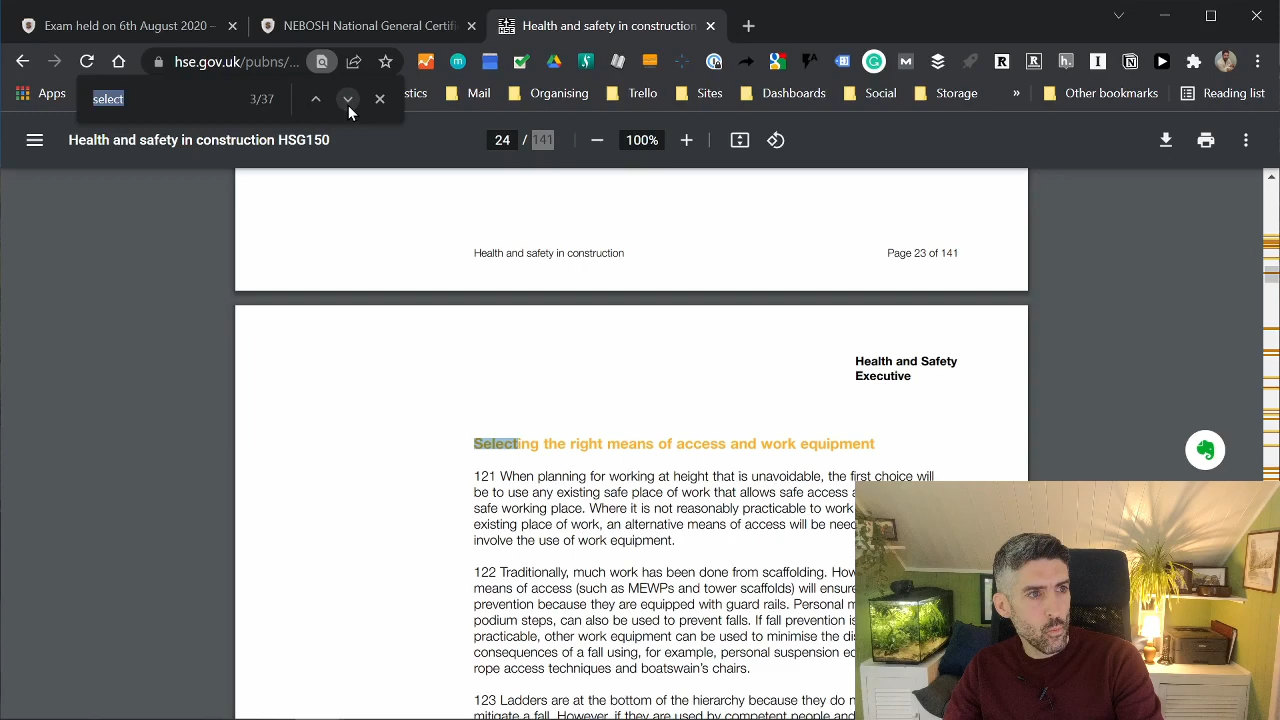 Exam held on 6th August 2020 –
NEBOSH National General Certifi
Health and safety in construction
hse.gov.uk/pubns/...
select
3/37
Apps
stics
Mail
Organising
Trello
Sites
Dashboards
Social
Storage
»
Other bookmarks
Reading list
Health and safety in construction HSG150
24 / 141
100%
Health and safety in construction
Page 23 of 141
Health and Safety
Executive
Selecting the right means of access and work equipment
121 When planning for working at height that is unavoidable, the first choice will
be to use any existing safe place of work that allows safe access a
safe working place. Where it is not reasonably practicable to work
existing place of work, an alternative means of access will be need
involve the use of work equipment.
122 Traditionally, much work has been done from scaffolding. How
means of access (such as MEWPs and tower scaffolds) will ensure
prevention because they are equipped with guard rails. Personal m
podium steps, can also be used to prevent falls. If fall prevention is
practicable, other work equipment can be used to minimise the dis
consequences of a fall using, for example, personal suspension ec
rope access techniques and boatswain's chairs.
123 Ladders are at the bottom of the hierarchy because they do n
mitigate a fall. However, if they are used by competent people and